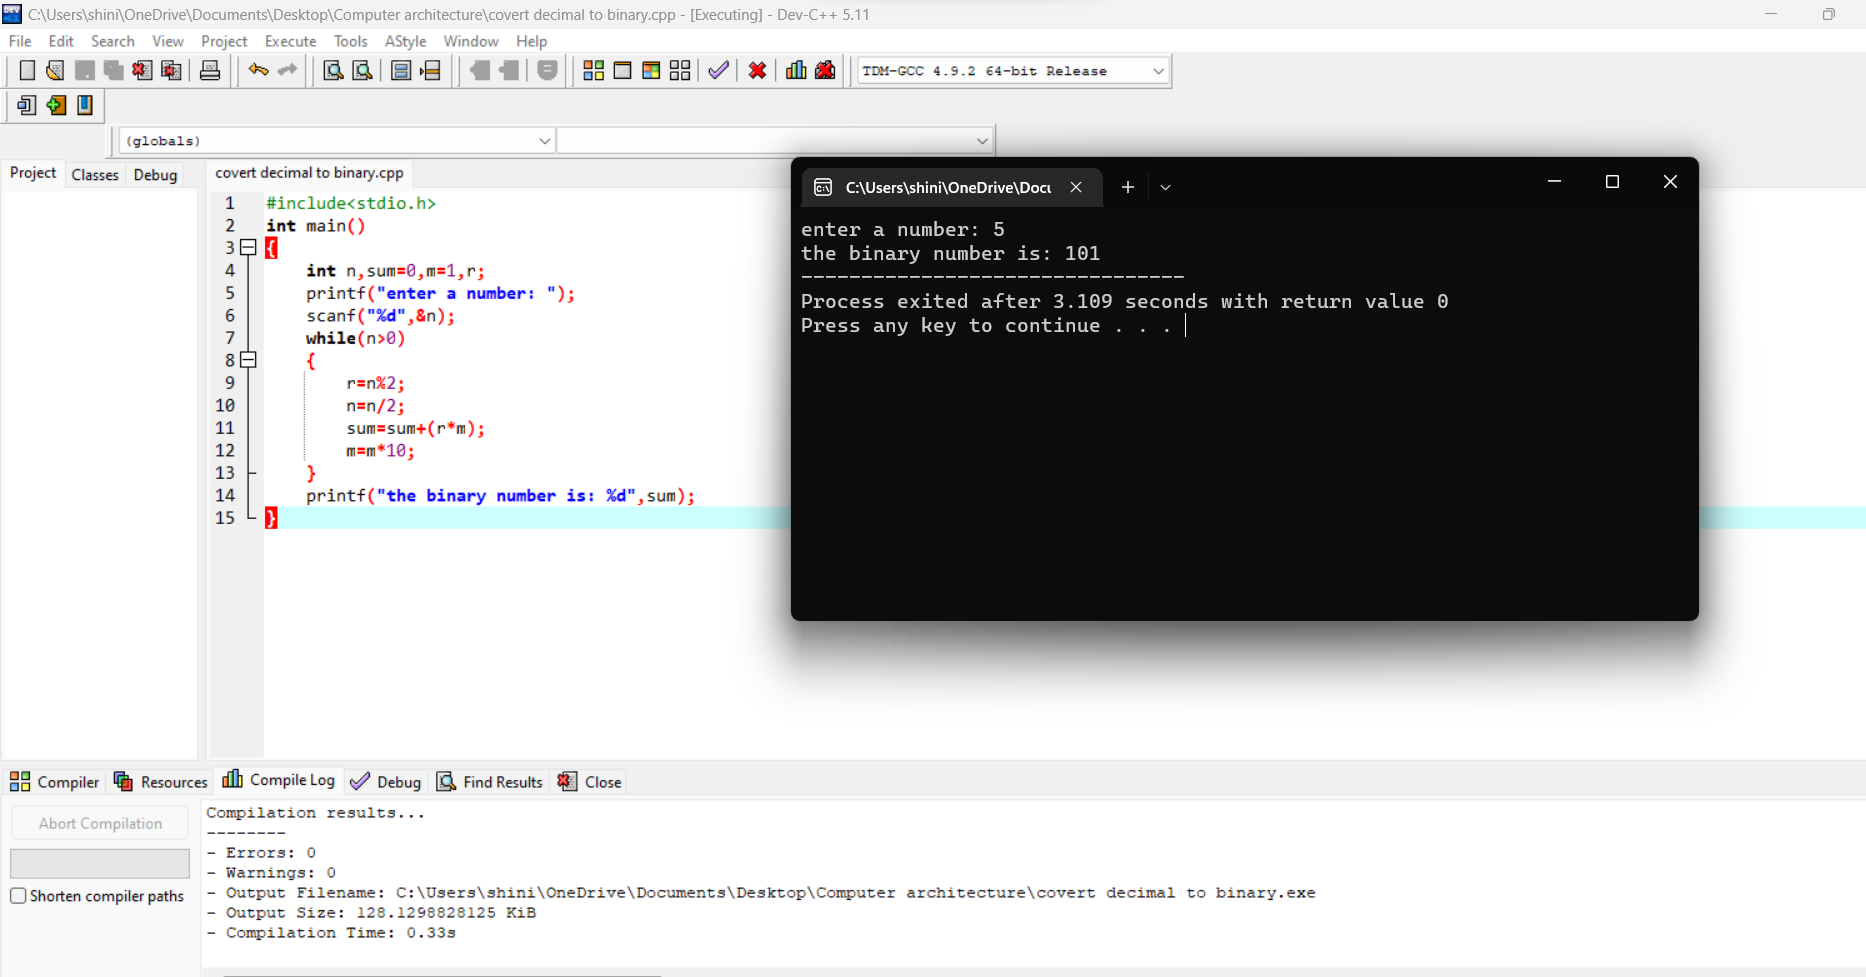 C:\Users\shini\OneDrive\Documents\Desktop\Computer architecture\covert decimal to binary.cpp - [Executing] - Dev-C++ 5.11
File Edit Search View Project Execute Tools AStyle Window Help
TDM-GCC 4.9.2 64-bit Release
(globals)
Project Classes Debug
covert decimal to binary.cpp
1 #include<stdio.h>
2 int main()
3 {
4 int n,sum=0,m=1,r;
5 printf("enter a number: ");
6 scanf("%d",&n);
7 while(n>0)
8 {
9 r=n%2;
10 n=n/2;
11 sum=sum+(r*m);
12 m=m*10;
13 }
14 printf("the binary number is: %d",sum);
15 }
C:\Users\shini\OneDrive\Docu
enter a number: 5
the binary number is: 101
--------------------------------
Process exited after 3.109 seconds with return value 0
Press any key to continue . . .
Compiler Resources Compile Log Debug Find Results Close
Abort Compilation
Shorten compiler paths
Compilation results...
--------
- Errors: 0
- Warnings: 0
- Output Filename: C:\Users\shini\OneDrive\Documents\Desktop\Computer architecture\covert decimal to binary.exe
- Output Size: 128.1298828125 KiB
- Compilation Time: 0.33s